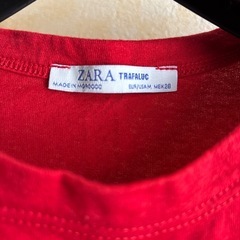 ZARA TRAFALUC
MADE IN MOROCCO EUR/USA M MEX 28